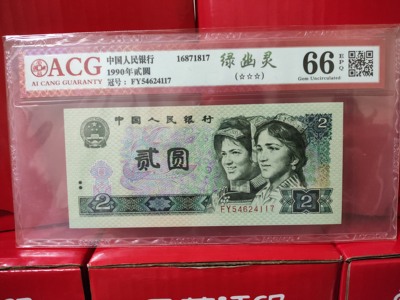 ACG
AI CANG GUARANTY
中国人民银行 16871817
1990年贰圆
冠号: FY54624117
绿幽灵
(☆☆☆)
66 EPQ
Gem Uncirculated
中国人民银行
2
贰圆
FY54624117
2
2